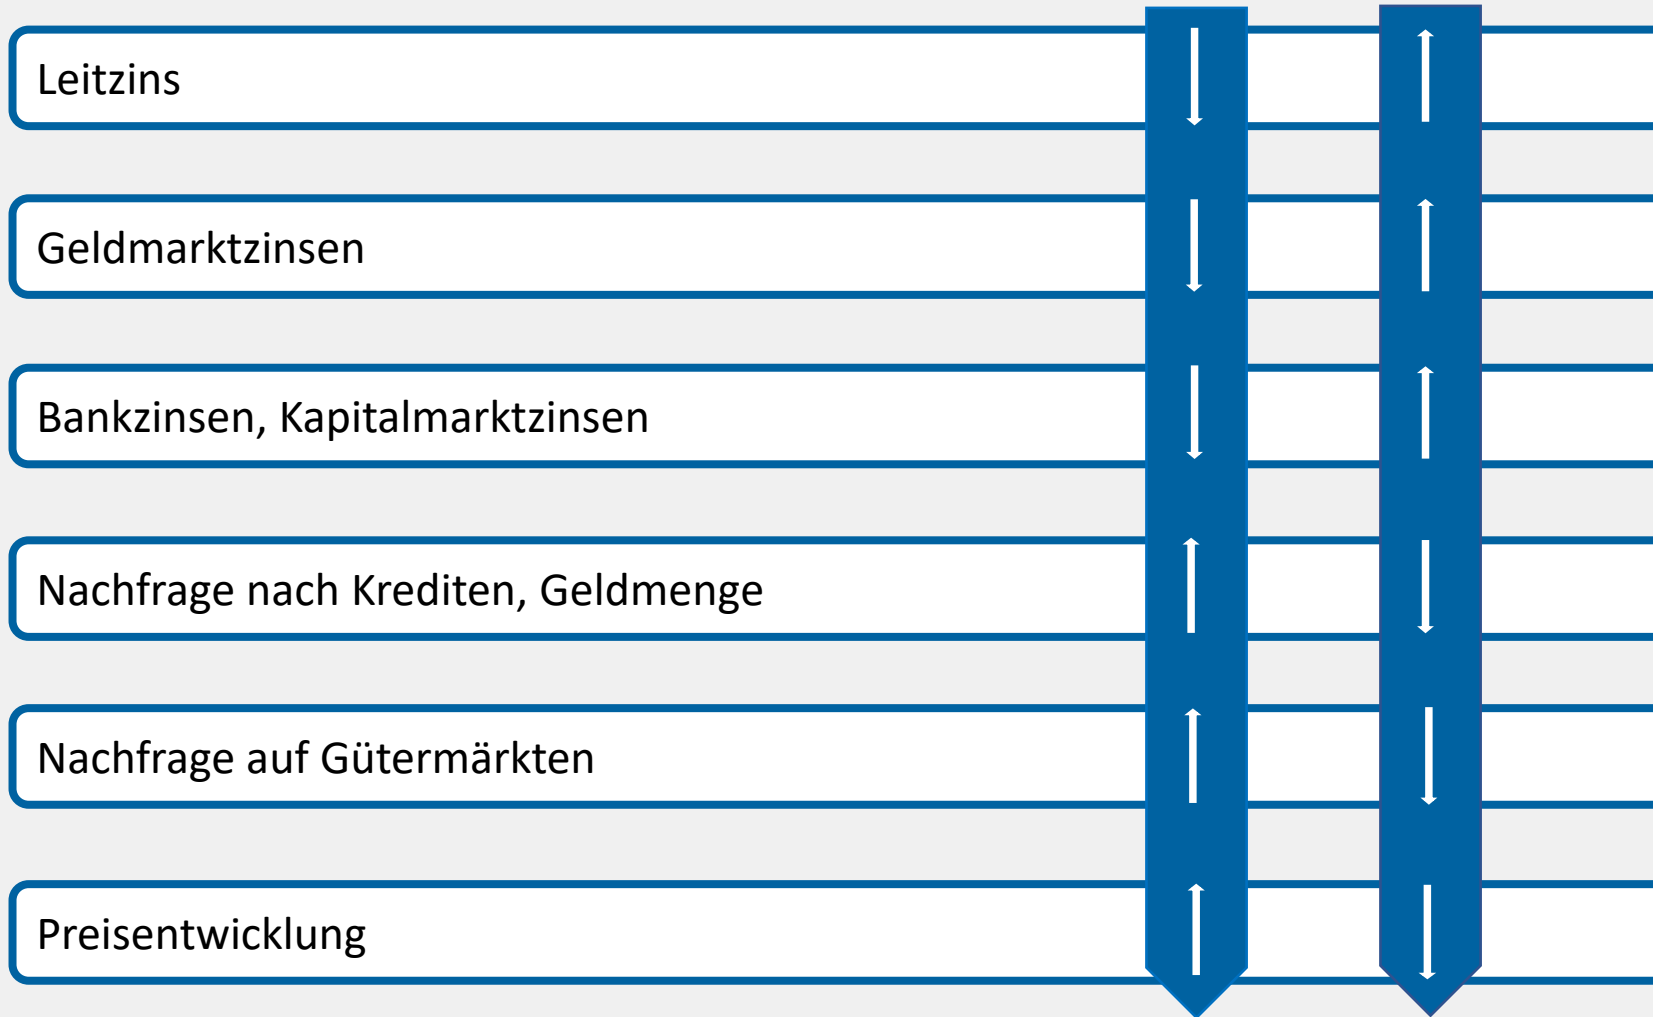 Leitzins
Geldmarktzinsen
Bankzinsen, Kapitalmarktzinsen
Nachfrage nach Krediten, Geldmenge
Nachfrage auf Gütermärkten
Preisentwicklung